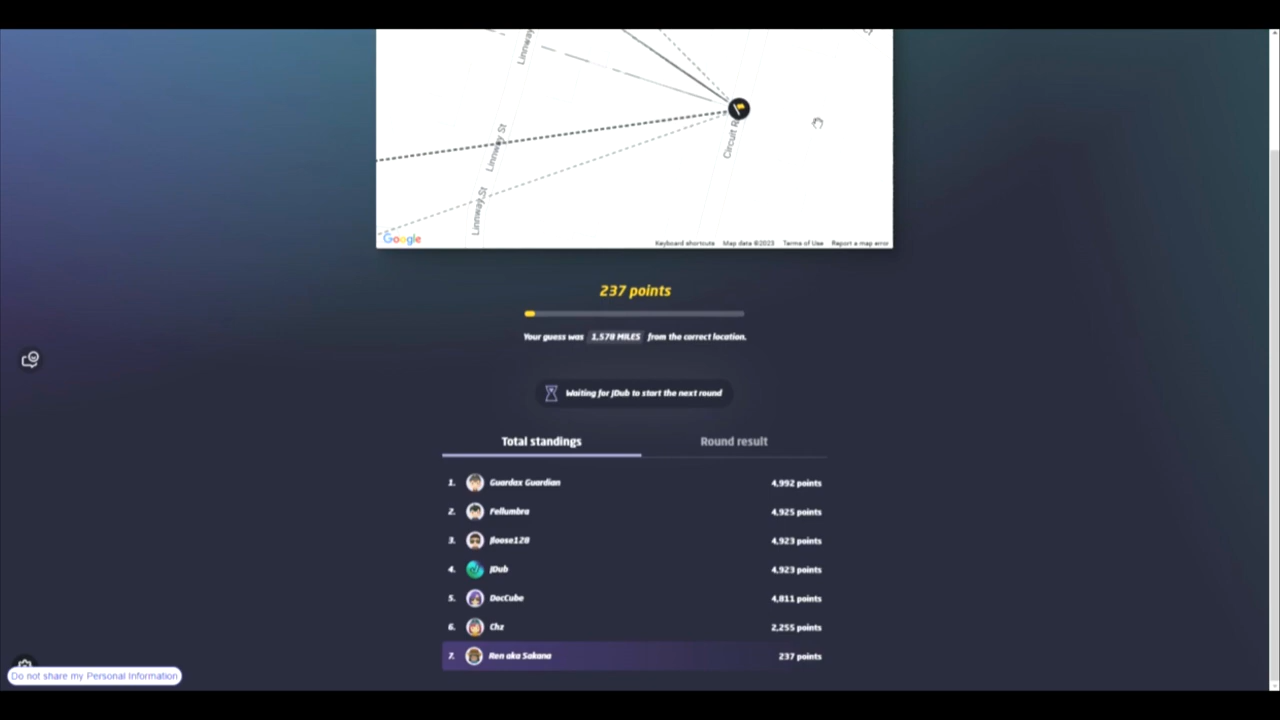 Linnway
Linnway St
Linnway St
Google
Keyboard shortcuts Map data ©2023 Terms of Use Report a map error
237 points
Your guess was 1,578 MILES from the correct location.
Waiting for JDub to start the next round
Total standings Round result
1. Guardax Guardian 4,992 points
2. Fellumbra 4,925 points
3. floose128 4,923 points
4. JDub 4,923 points
5. DocCube 4,811 points
6. Chz 2,255 points
7. Ren aka Sakana 237 points
Do not share my Personal Information